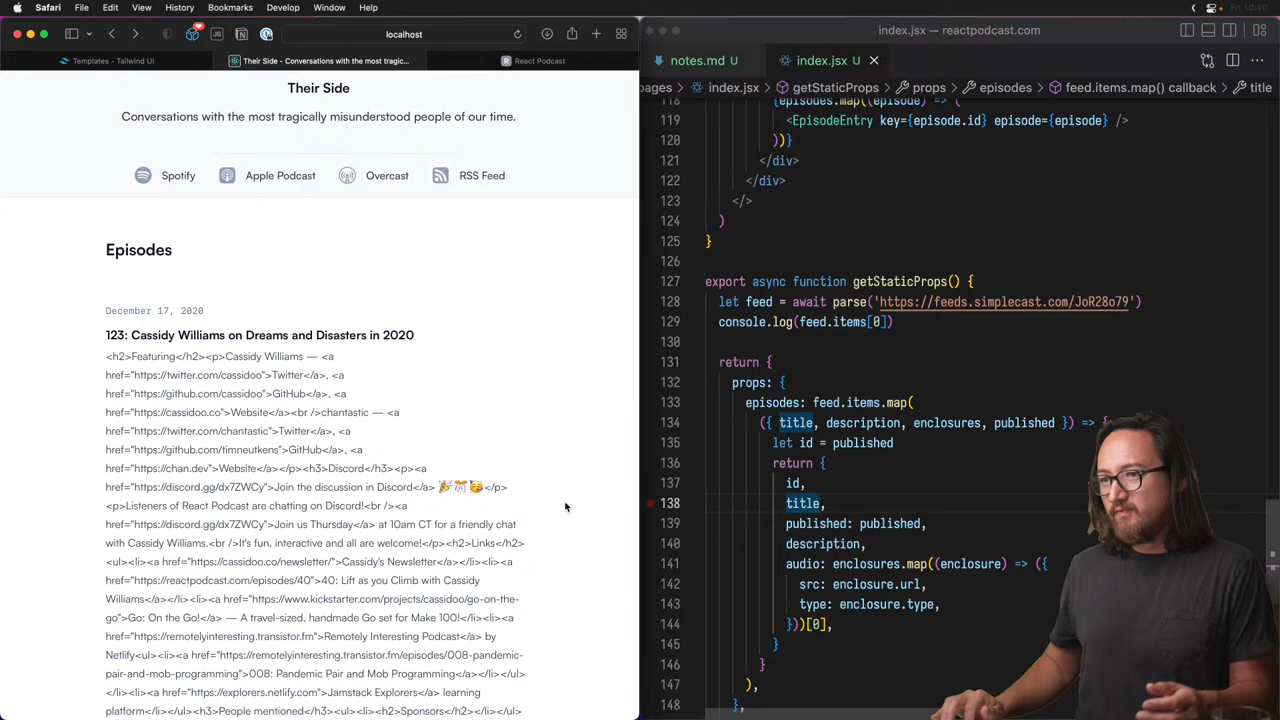 Safari File Edit View History Bookmarks Develop Window Help
Fri 10:40
localhost
Templates - Tailwind UI
Their Side - Conversations with the most tragic...
React Podcast
Their Side
Conversations with the most tragically misunderstood people of our time.
Spotify Apple Podcast Overcast RSS Feed
Episodes
December 17, 2020
123: Cassidy Williams on Dreams and Disasters in 2020
<h2>Featuring</h2><p>Cassidy Williams — <a
href="https://twitter.com/cassidoo">Twitter</a>, <a
href="https://github.com/cassidoo">GitHub</a>, <a
href="https://cassidoo.co">Website</a><br />chantastic — <a
href="https://twitter.com/chantastic">Twitter</a>, <a
href="https://github.com/timneutkens">GitHub</a>, <a
href="https://chan.dev">Website</a></p><h3>Discord</h3><p><a
href="https://discord.gg/dx7ZWCy">Join the discussion in Discord</a> 🎉🎊🥳</p>
<p>Listeners of React Podcast are chatting on Discord!<br /><a
href="https://discord.gg/dx7ZWCy">Join us Thursday</a> at 10am CT for a friendly chat
with Cassidy Williams.<br />It's fun, interactive and all are welcome!</p><h2>Links</h2>
<ul><li><a href="https://cassidoo.co/newsletter/">Cassidy's Newsletter</a></li><li><a
href="https://reactpodcast.com/episodes/40">40: Lift as you Climb with Cassidy
Williams</a></li><li><a href="https://www.kickstarter.com/projects/cassidoo/go-on-the-
go">Go: On the Go!</a> — A travel-sized, handmade Go set for Make 100!</li><li><a
href="https://remotelyinteresting.transistor.fm">Remotely Interesting Podcast</a> by
Netlify<ul><li><a href="https://remotelyinteresting.transistor.fm/episodes/008-pandemic-
pair-and-mob-programming">008: Pandemic Pair and Mob Programming</a></li></ul>
</li><li><a href="https://explorers.netlify.com">Jamstack Explorers</a> learning
platform</li></ul><h3>People mentioned</h3><ul><li><h2>Sponsors</h2>
index.jsx — reactpodcast.com
notes.md U index.jsx U
pages > index.jsx > getStaticProps > props > episodes > feed.items.map() callback > title
118 {episodes.map((episode) => (
119 <EpisodeEntry key={episode.id} episode={episode} />
120 ))}
121 </div>
122 </div>
123 </>
124 )
125 }
126
127 export async function getStaticProps() {
128 let feed = await parse('https://feeds.simplecast.com/JoR28o79')
129 console.log(feed.items[0])
130
131 return {
132 props: {
133 episodes: feed.items.map(
134 ({ title, description, enclosures, published }) => {
135 let id = published
136 return {
137 id,
138 title,
139 published: published,
140 description,
141 audio: enclosures.map((enclosure) => ({
142 src: enclosure.url,
143 type: enclosure.type,
144 }))[0],
145 }
146 }
147 ),
148 },